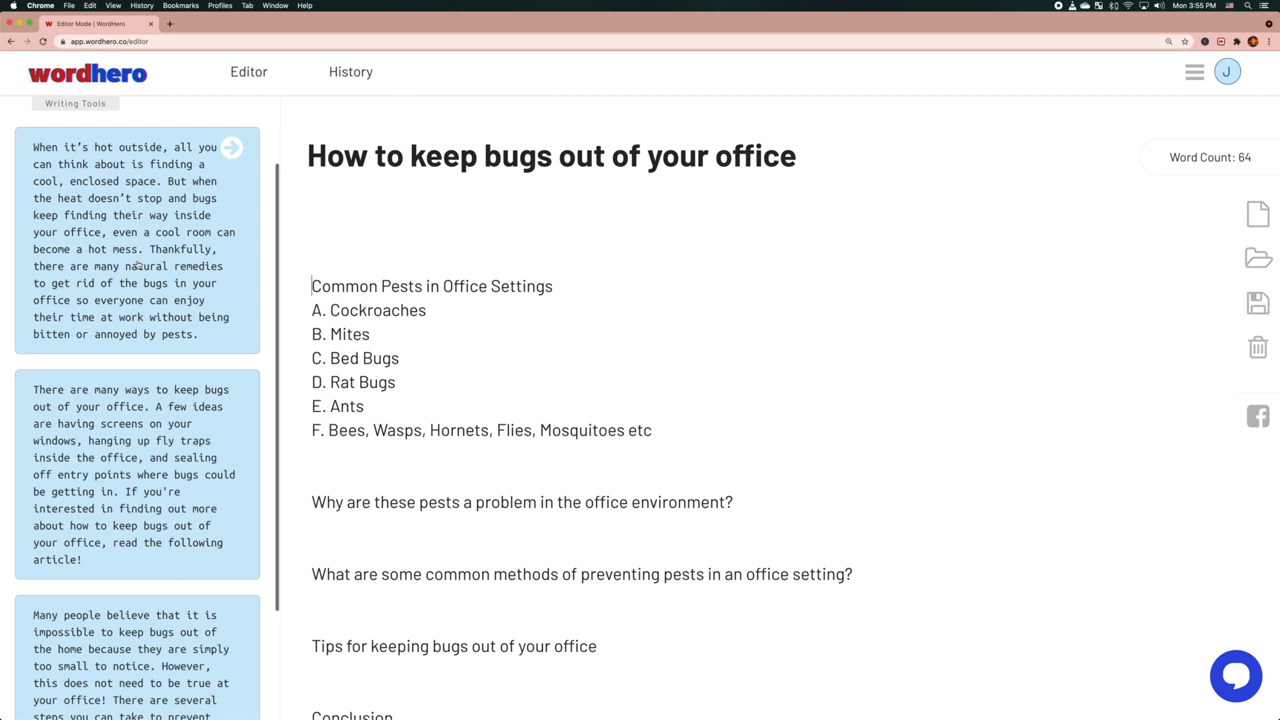 Chrome File Edit View History Bookmarks Profiles Tab Window Help
Mon 3:55 PM
Editor Mode | WordHero
app.wordhero.co/editor
wordhero
Editor
History
J
Writing Tools
When it's hot outside, all you
can think about is finding a
cool, enclosed space. But when
the heat doesn't stop and bugs
keep finding their way inside
your office, even a cool room can
become a hot mess. Thankfully,
there are many natural remedies
to get rid of the bugs in your
office so everyone can enjoy
their time at work without being
bitten or annoyed by pests.
There are many ways to keep bugs
out of your office. A few ideas
are having screens on your
windows, hanging up fly traps
inside the office, and sealing
off entry points where bugs could
be getting in. If you're
interested in finding out more
about how to keep bugs out of
your office, read the following
article!
Many people believe that it is
impossible to keep bugs out of
the home because they are simply
too small to notice. However,
this does not need to be true at
your office! There are several
steps you can take to prevent
How to keep bugs out of your office
Word Count: 64
Common Pests in Office Settings
A. Cockroaches
B. Mites
C. Bed Bugs
D. Rat Bugs
E. Ants
F. Bees, Wasps, Hornets, Flies, Mosquitoes etc
Why are these pests a problem in the office environment?
What are some common methods of preventing pests in an office setting?
Tips for keeping bugs out of your office
Conclusion